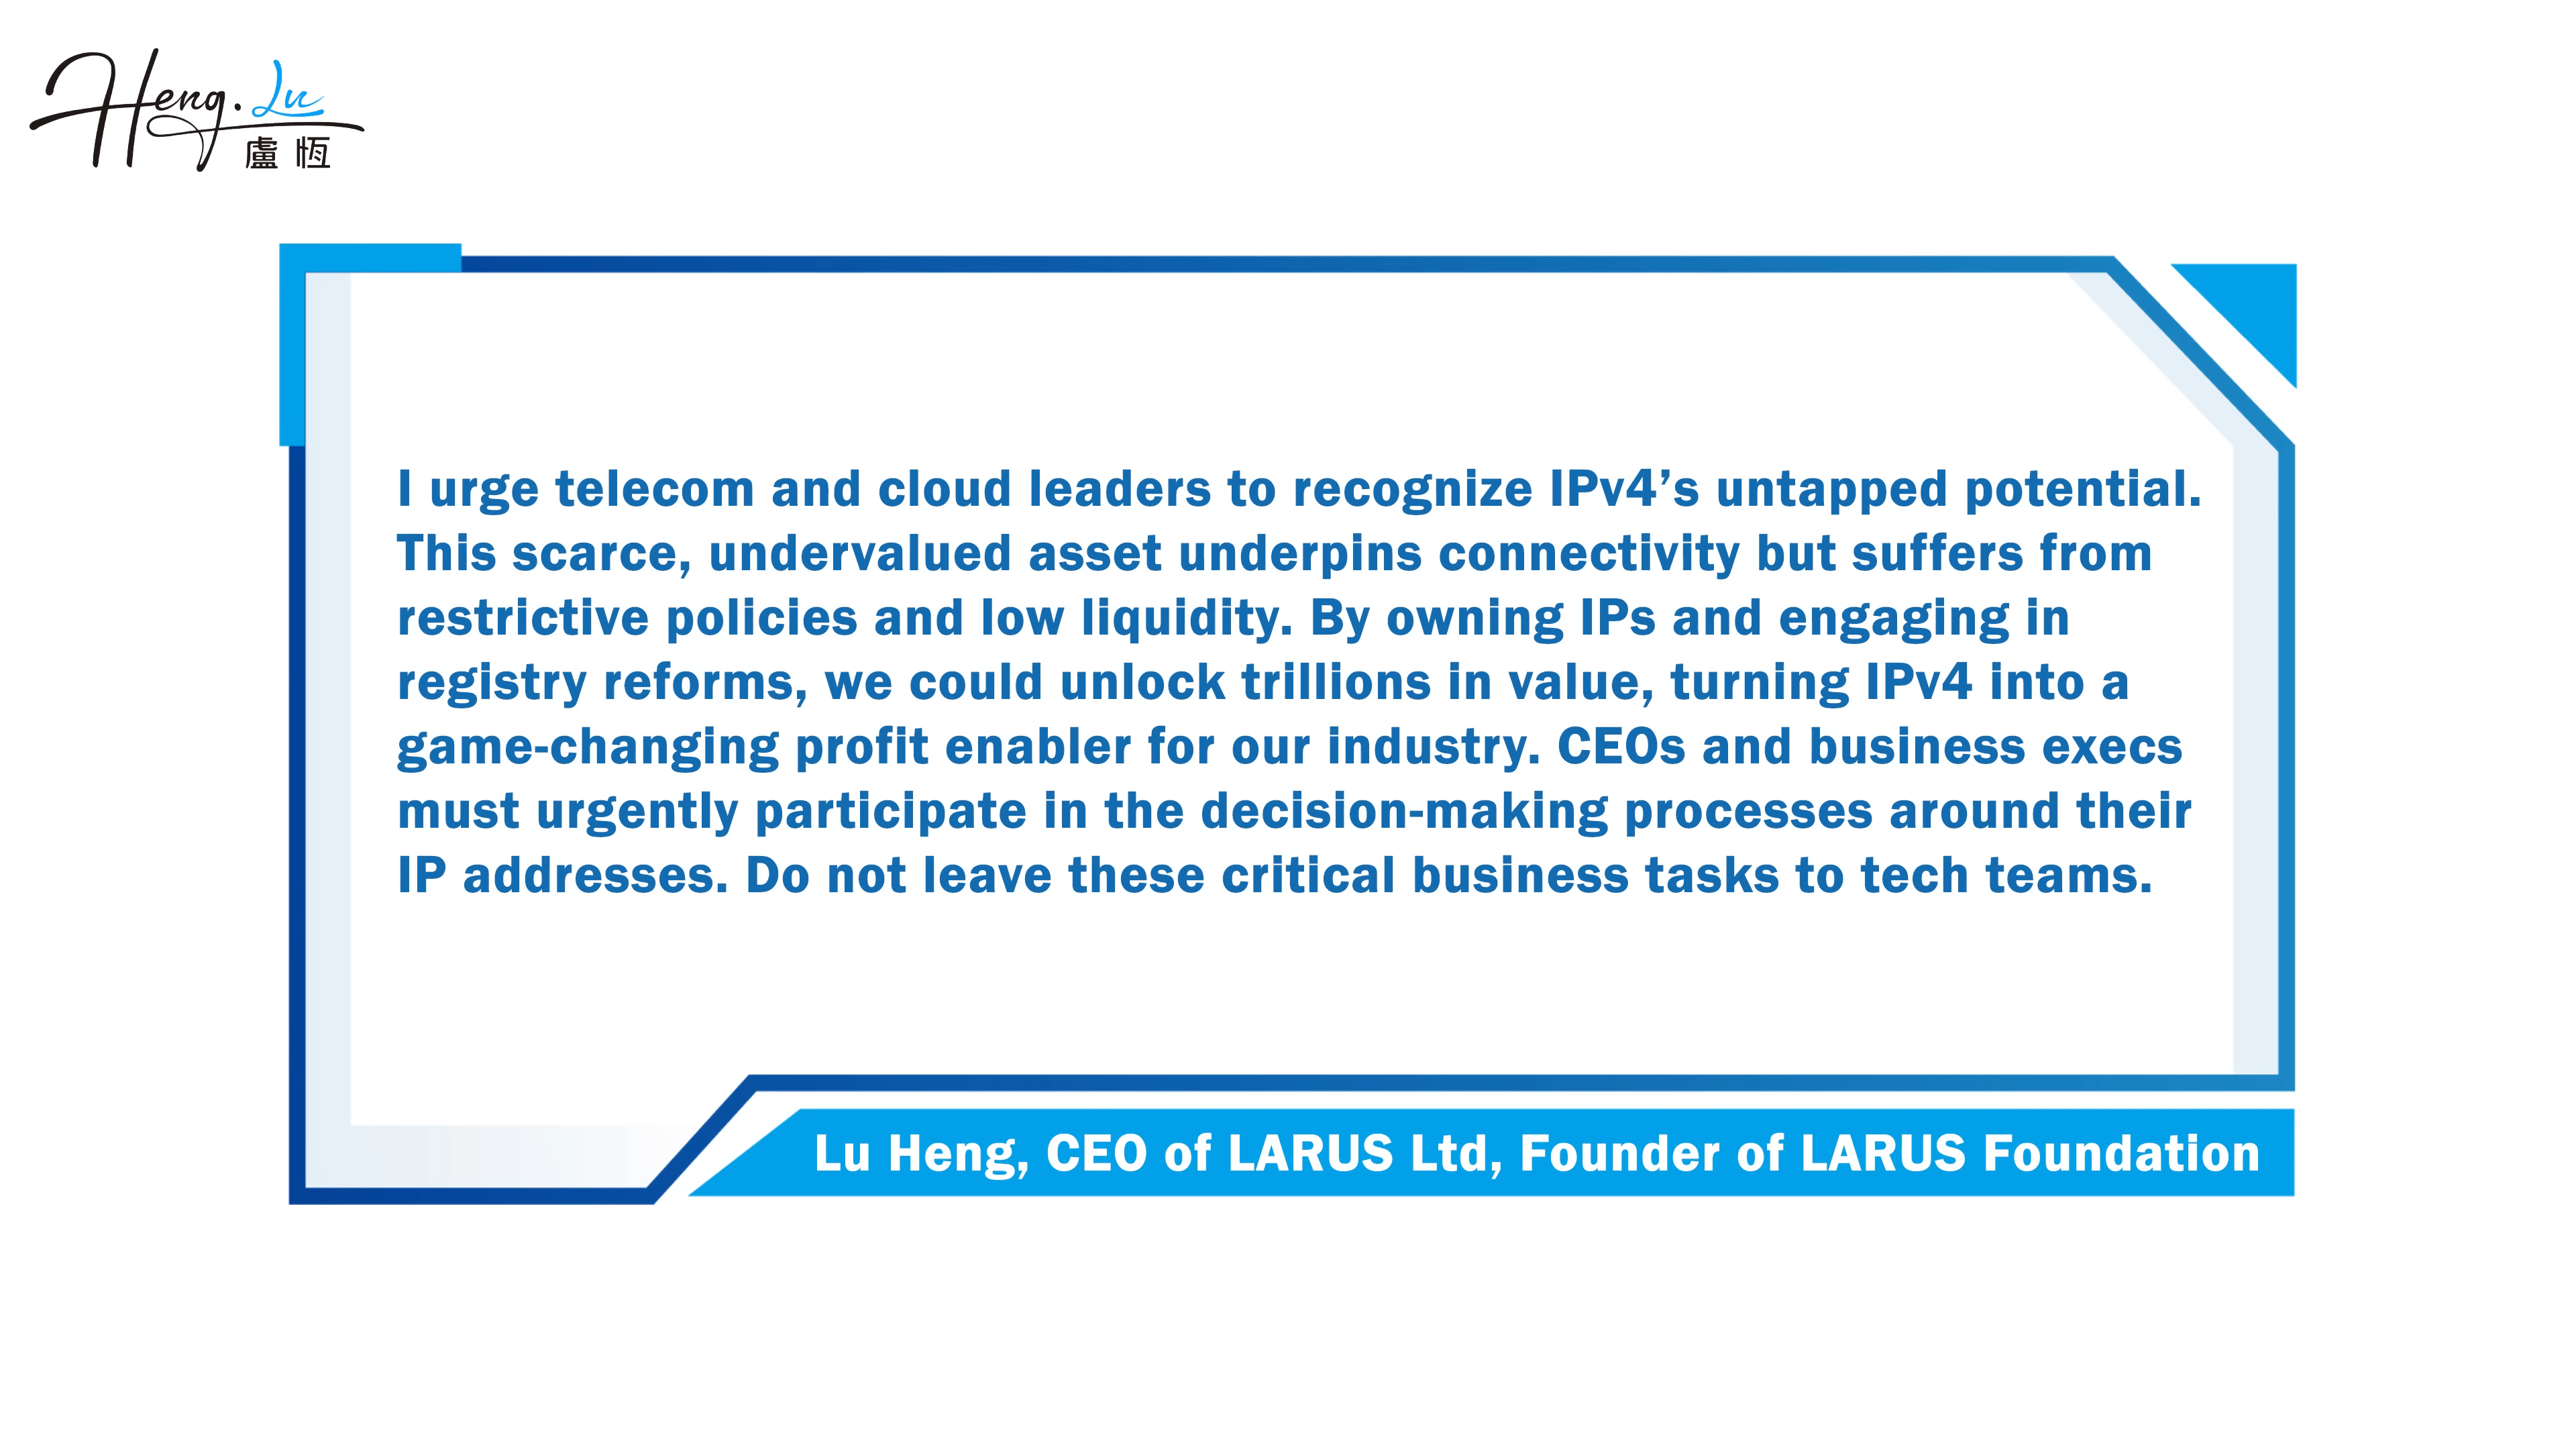 Heng.Lu
盧恆
I urge telecom and cloud leaders to recognize IPv4’s untapped potential.
This scarce, undervalued asset underpins connectivity but suffers from
restrictive policies and low liquidity. By owning IPs and engaging in
registry reforms, we could unlock trillions in value, turning IPv4 into a
game-changing profit enabler for our industry. CEOs and business execs
must urgently participate in the decision-making processes around their
IP addresses. Do not leave these critical business tasks to tech teams.
Lu Heng, CEO of LARUS Ltd, Founder of LARUS Foundation